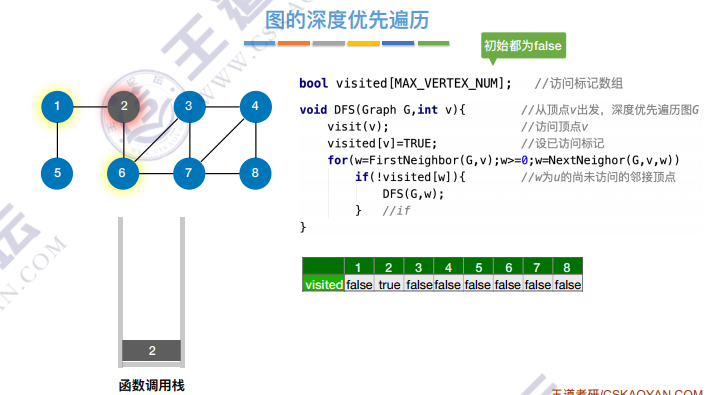 图的深度优先遍历
初始都为false
bool visited[MAX_VERTEX_NUM]; //访问标记数组
void DFS(Graph G,int v){ //从顶点v出发，深度优先遍历图G
visit(v); //访问顶点v
visited[v]=TRUE; //设已访问标记
for(w=FirstNeighbor(G,v);w>=0;w=NextNeighor(G,v,w))
if(!visited[w]){ //w为u的尚未访问的邻接顶点
DFS(G,w);
} //if
}
1 2 3 4
5 6 7 8
1 2 3 4 5 6 7 8
visited false true false false false false false false
2
函数调用栈
王道考研/CSKAOYAN.COM